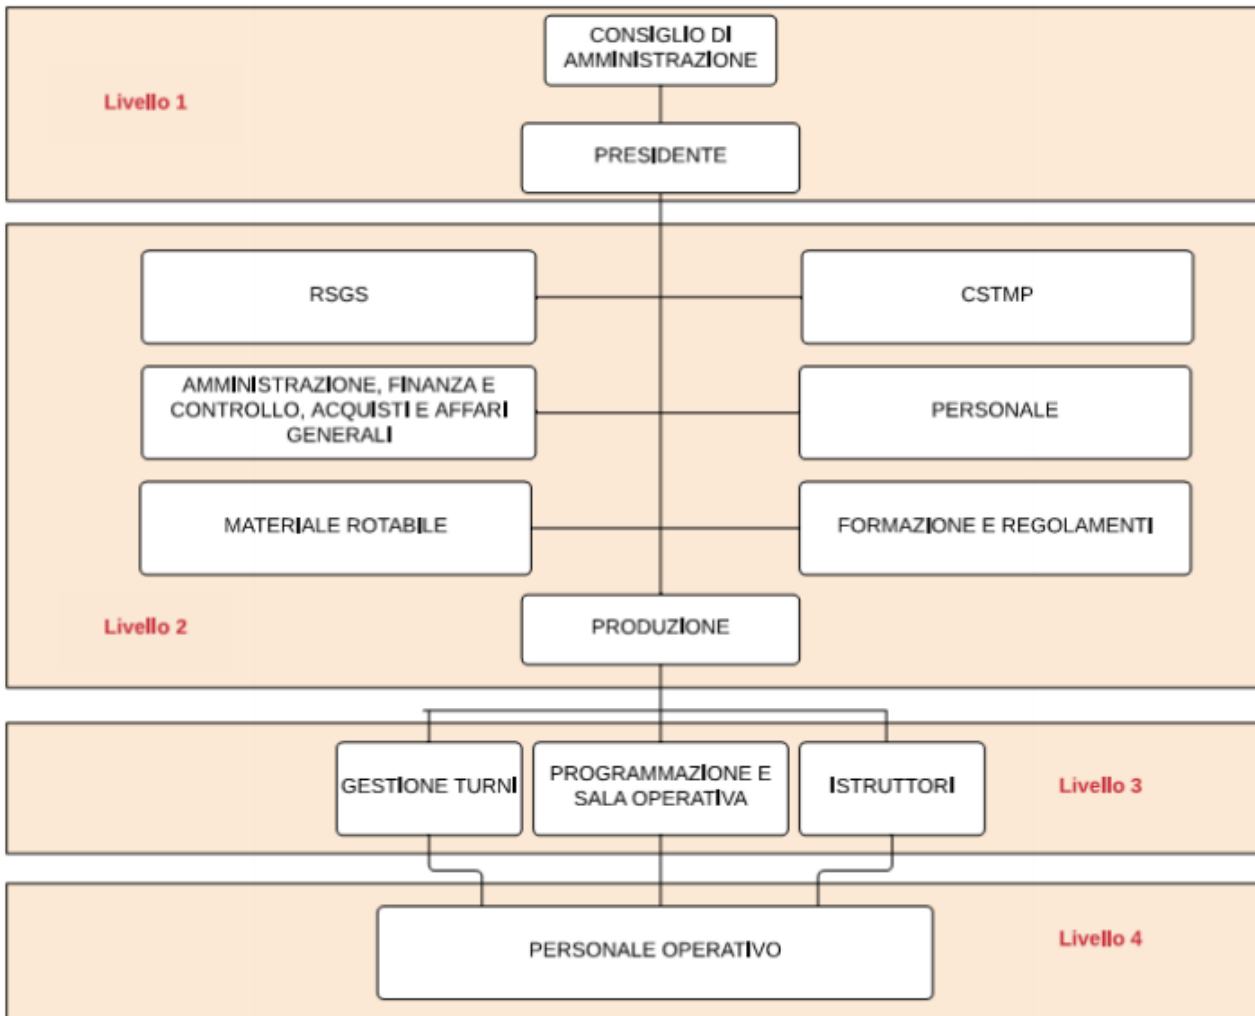 CONSIGLIO DI
AMMINISTRAZIONE
Livello 1
PRESIDENTE
RSGS
CSTMP
AMMINISTRAZIONE, FINANZA E
CONTROLLO, ACQUISTI E AFFARI
GENERALI
PERSONALE
MATERIALE ROTABILE
FORMAZIONE E REGOLAMENTI
Livello 2
PRODUZIONE
GESTIONE TURNI
PROGRAMMAZIONE E
SALA OPERATIVA
ISTRUTTORI
Livello 3
PERSONALE OPERATIVO
Livello 4